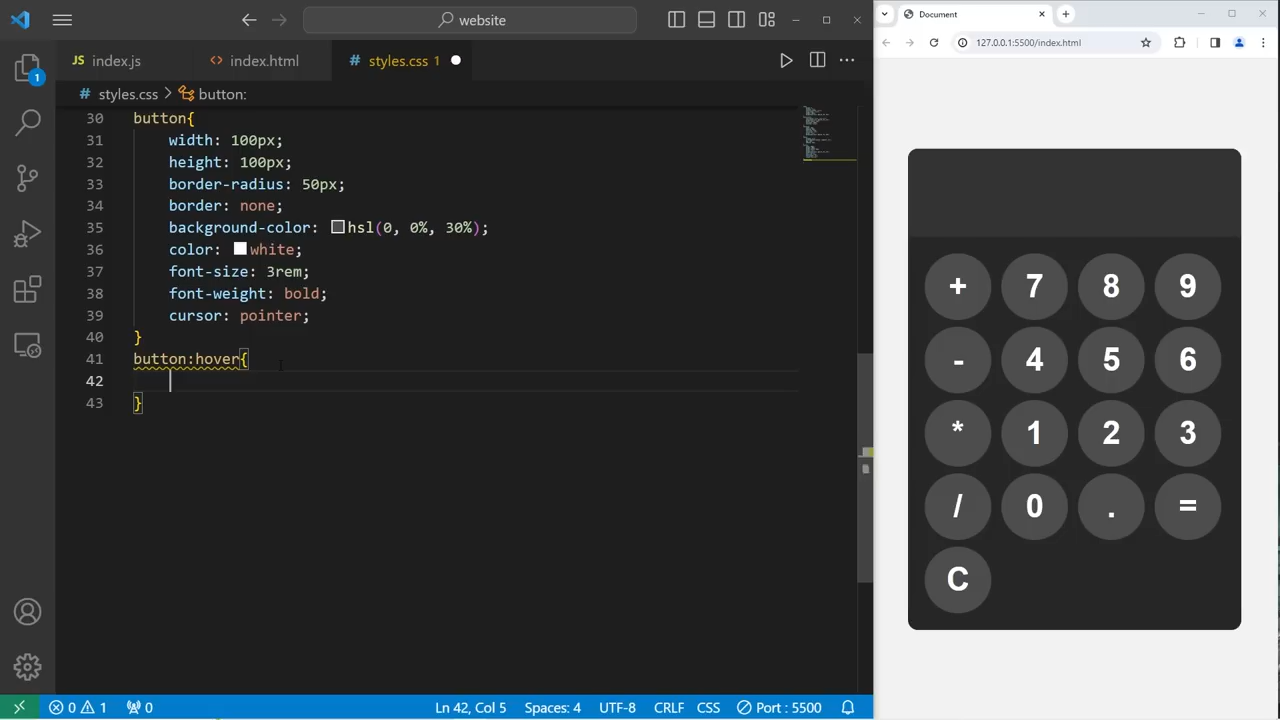 website
Document
127.0.0.1:5500/index.html
1
JS index.js
<> index.html
# styles.css 1
# styles.css > button:
30 button{
31 width: 100px;
32 height: 100px;
33 border-radius: 50px;
34 border: none;
35 background-color: hsl(0, 0%, 30%);
36 color: white;
37 font-size: 3rem;
38 font-weight: bold;
39 cursor: pointer;
40 }
41 button:hover{
42
43 }
+ 7 8 9
- 4 5 6
* 1 2 3
/ 0 . =
C
0 1 0 Ln 42, Col 5 Spaces: 4 UTF-8 CRLF CSS Port : 5500